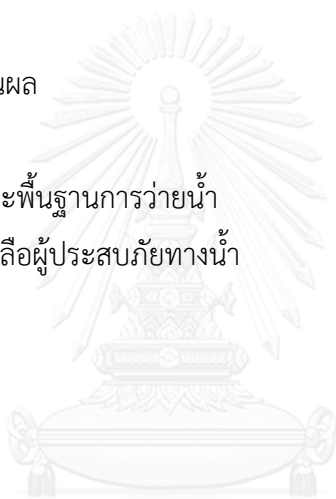 นผล
ะพื้นฐานการว่ายน้ำ
ลือผู้ประสบภัยทางน้ำ